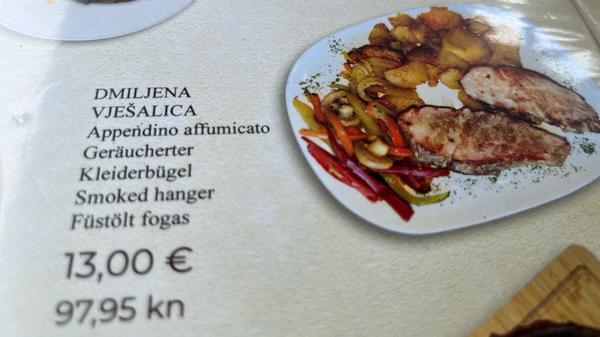 DMILJENA
VJEŠALICA
Appendino affumicato
Geräucherter
Kleiderbügel
Smoked hanger
Füstölt fogas
13,00 €
97,95 kn